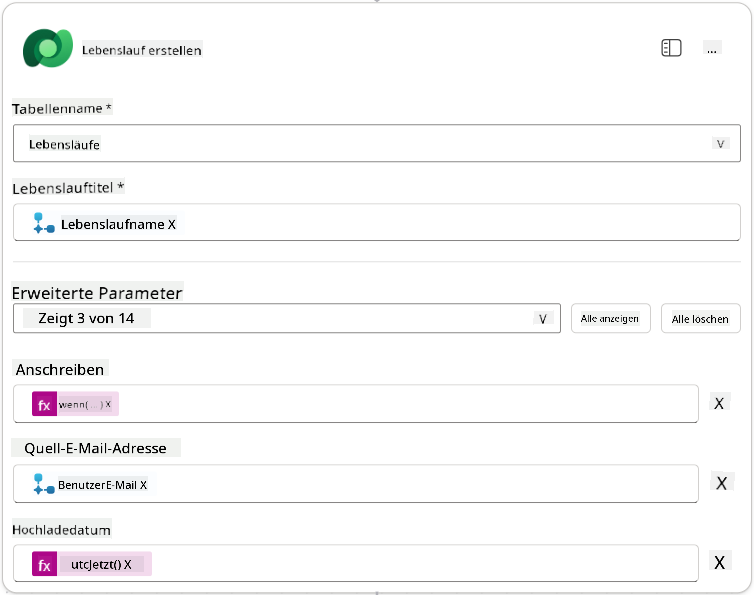 Lebenslauf erstellen
...
Tabellenname *
Lebensläufe
V
Lebenslauftitel *
Lebenslaufname X
Erweiterte Parameter
Zeigt 3 von 14
V
Alle anzeigen
Alle löschen
Anschreiben
fx wenn(...) X
X
Quell-E-Mail-Adresse
BenutzerE-Mail X
X
Hochladedatum
fx utcJetzt() X
X